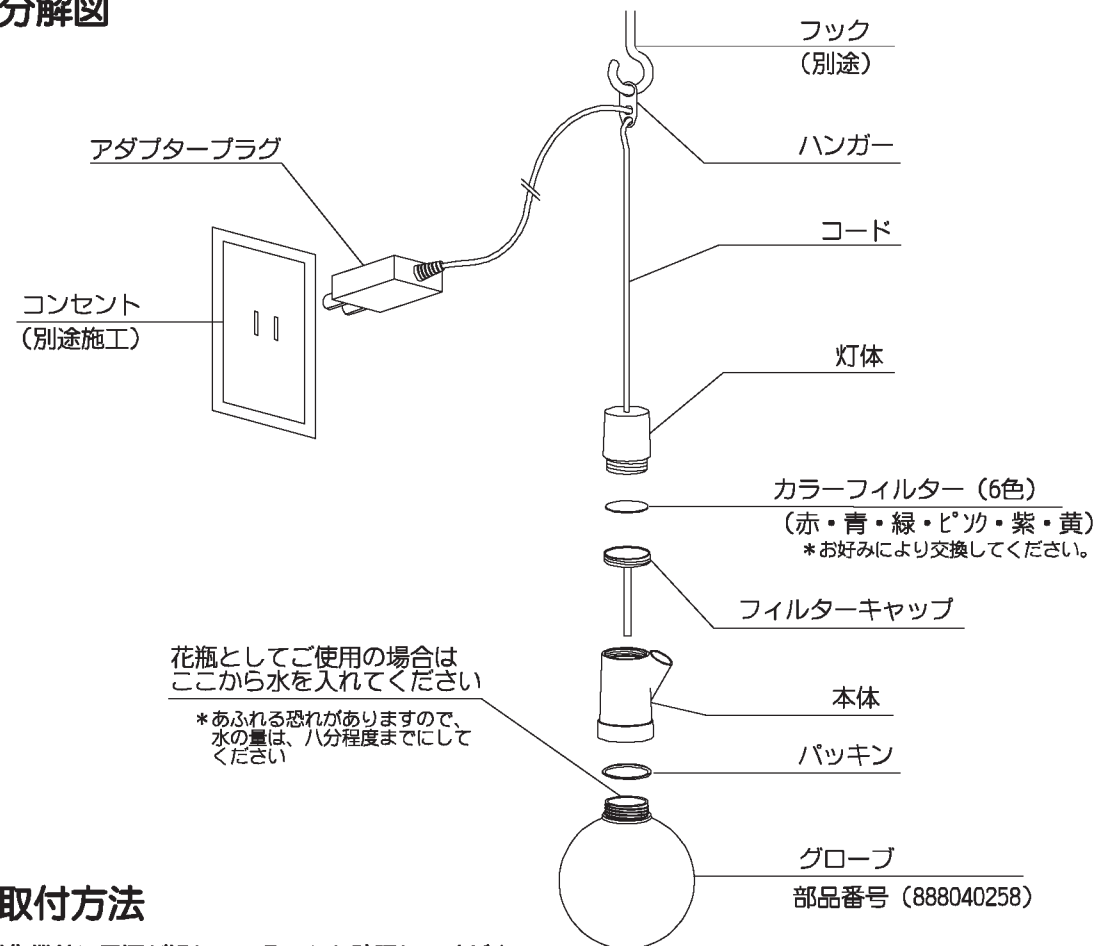 分解図
フック
(別途)
アダプタープラグ
ハンガー
コード
コンセント
(別途施工)
灯体
カラーフィルター(6色)
(赤・青・緑・ピンク・紫・黄)
*お好みにより交換してください。
フィルターキャップ
花瓶としてご使用の場合は
ここから水を入れてください
*あふれる恐れがありますので、
水の量は、八分程度までにして
ください
本体
パッキン
グローブ
部品番号(888040258)
取付方法